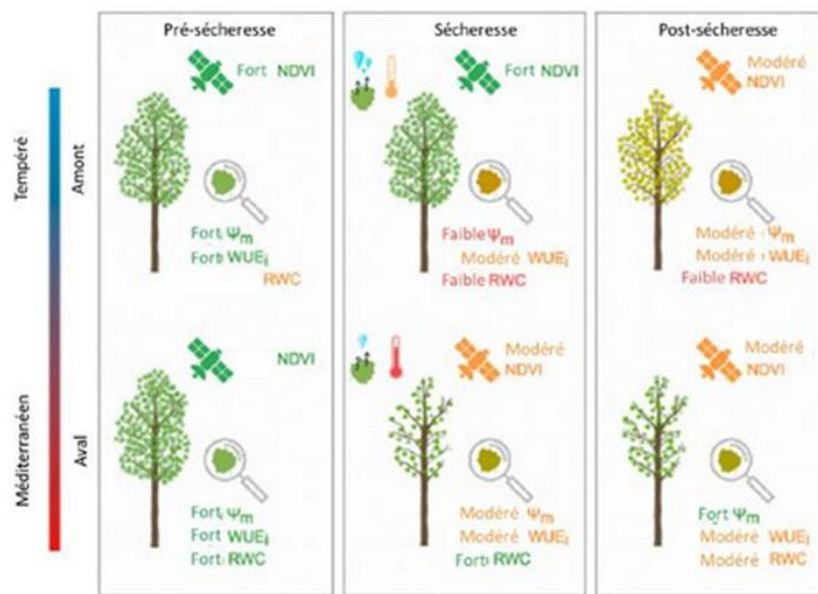 Pré-sécheresse
Fort NDVI
Fort Ψm
Fort WUEi
RWC
NDVI
Fort Ψm
Fort WUEi
Fort RWC
Sécheresse
Fort NDVI
Faible Ψm
Modéré WUEi
Faible RWC
Modéré
NDVI
Modéré Ψm
Modéré WUEi
Fort RWC
Post-sécheresse
Modéré
NDVI
Modéré Ψm
Modéré WUEi
Faible RWC
Modéré
NDVI
Fort Ψm
Modéré WUEi
Modéré RWC
Tempéré
Amont
Méditerranéen
Aval